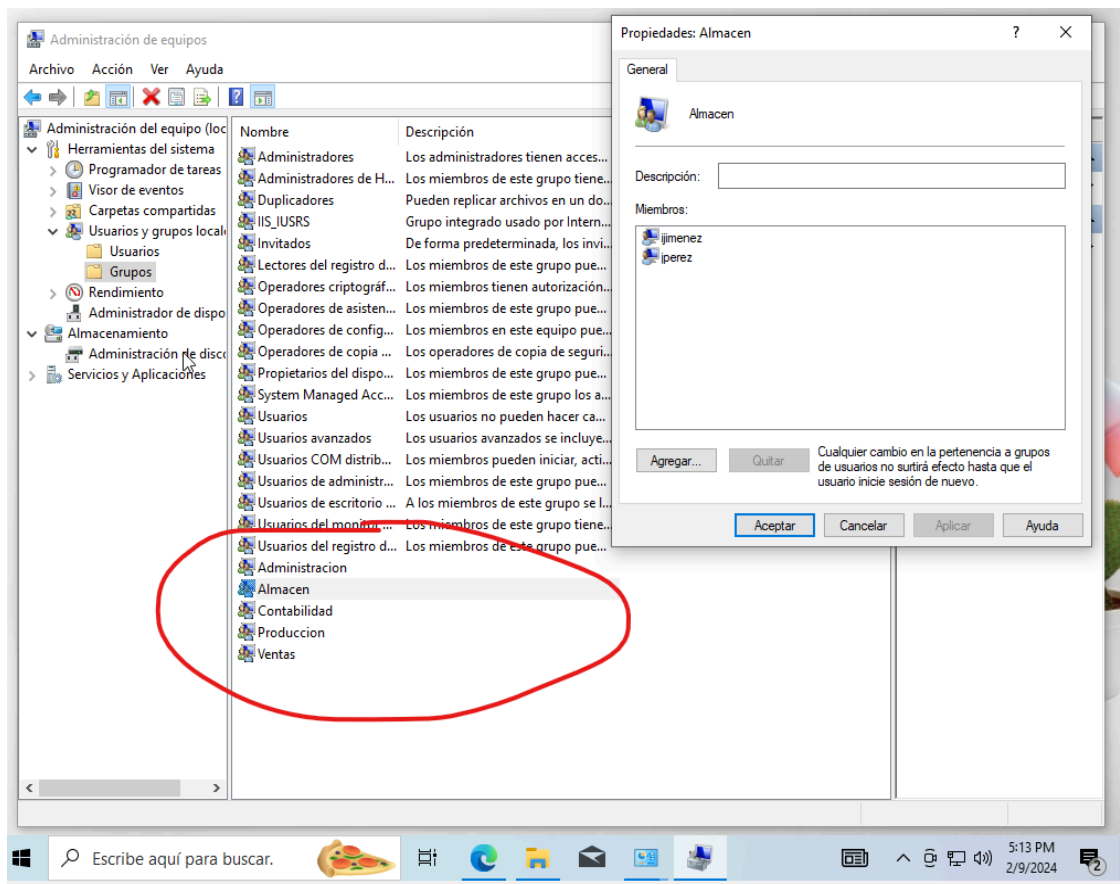 Administración de equipos
Archivo Acción Ver Ayuda
Administración del equipo (loc
Herramientas del sistema
Programador de tareas
Visor de eventos
Carpetas compartidas
Usuarios y grupos local
Usuarios
Grupos
Rendimiento
Administrador de dispo
Almacenamiento
Administración de disco
Servicios y Aplicaciones
Nombre Descripción
Administradores Los administradores tienen acces...
Administradores de H... Los miembros de este grupo tiene...
Duplicadores Pueden replicar archivos en un do...
IIS_IUSRS Grupo integrado usado por Intern...
Invitados De forma predeterminada, los invi...
Lectores del registro d... Los miembros de este grupo pue...
Operadores criptográf... Los miembros tienen autorización...
Operadores de asisten... Los miembros de este grupo pue...
Operadores de config... Los miembros en este equipo pue...
Operadores de copia ... Los operadores de copia de seguri...
Propietarios del dispo... Los miembros de este grupo pue...
System Managed Acc... Los miembros de este grupo los a...
Usuarios Los usuarios no pueden hacer ca...
Usuarios avanzados Los usuarios avanzados se incluye...
Usuarios COM distrib... Los miembros pueden iniciar, acti...
Usuarios de administr... Los miembros de este grupo pue...
Usuarios de escritorio ... A los miembros de este grupo se l...
Usuarios del monitor ... Los miembros de este grupo tiene...
Usuarios del registro d... Los miembros de este grupo pue...
Administracion
Almacen
Contabilidad
Produccion
Ventas
Propiedades: Almacen ? X
General
Almacen
Descripción:
Miembros:
ijimenez
jperez
Agregar... Quitar
Cualquier cambio en la pertenencia a grupos
de usuarios no surtirá efecto hasta que el
usuario inicie sesión de nuevo.
Aceptar Cancelar Aplicar Ayuda
Escribe aquí para buscar.
5:13 PM
2/9/2024
2